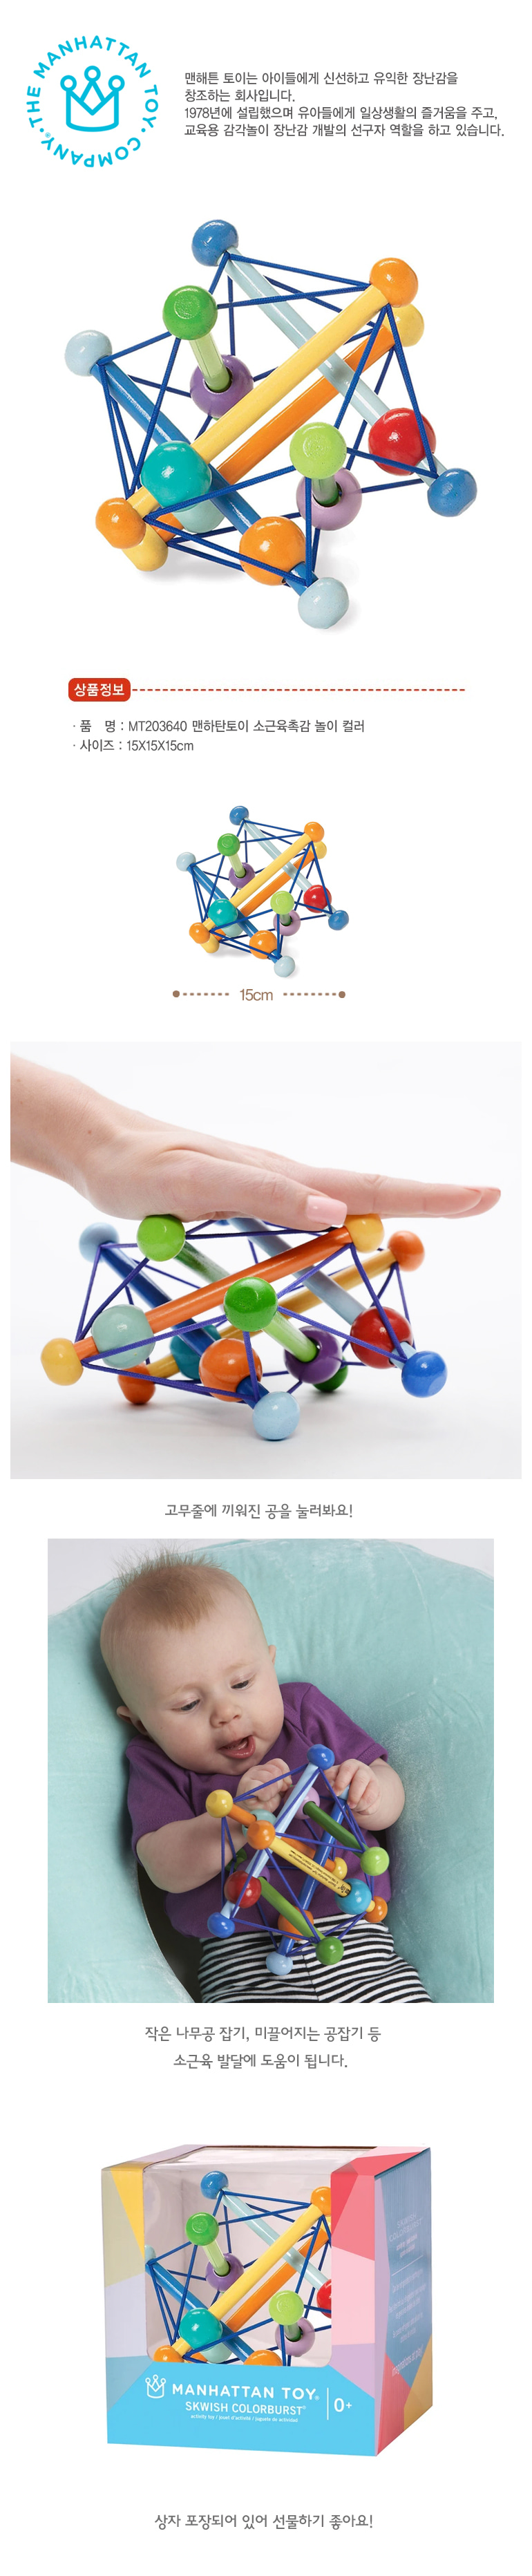 THE MANHATTAN TOY · COMPANY ·
맨해튼 토이는 아이들에게 신선하고 유익한 장난감을
창조하는 회사입니다.
1978년에 설립했으며 유아들에게 일상생활의 즐거움을 주고,
교육용 감각놀이 장난감 개발의 선구자 역할을 하고 있습니다.
상품정보
· 품 명 : MT203640 맨하탄토이 소근육촉감 놀이 컬러
· 사이즈 : 15X15X15cm
15cm
고무줄에 끼워진 공을 눌러봐요!
작은 나무공 잡기, 미끌어지는 공잡기 등
소근육 발달에 도움이 됩니다.
SKWISH
COLORBURST
MANHATTAN TOY®
SKWISH COLORBURST®
activity toy / jouet d'activité / juguete de actividad
0+
상자 포장되어 있어 선물하기 좋아요!